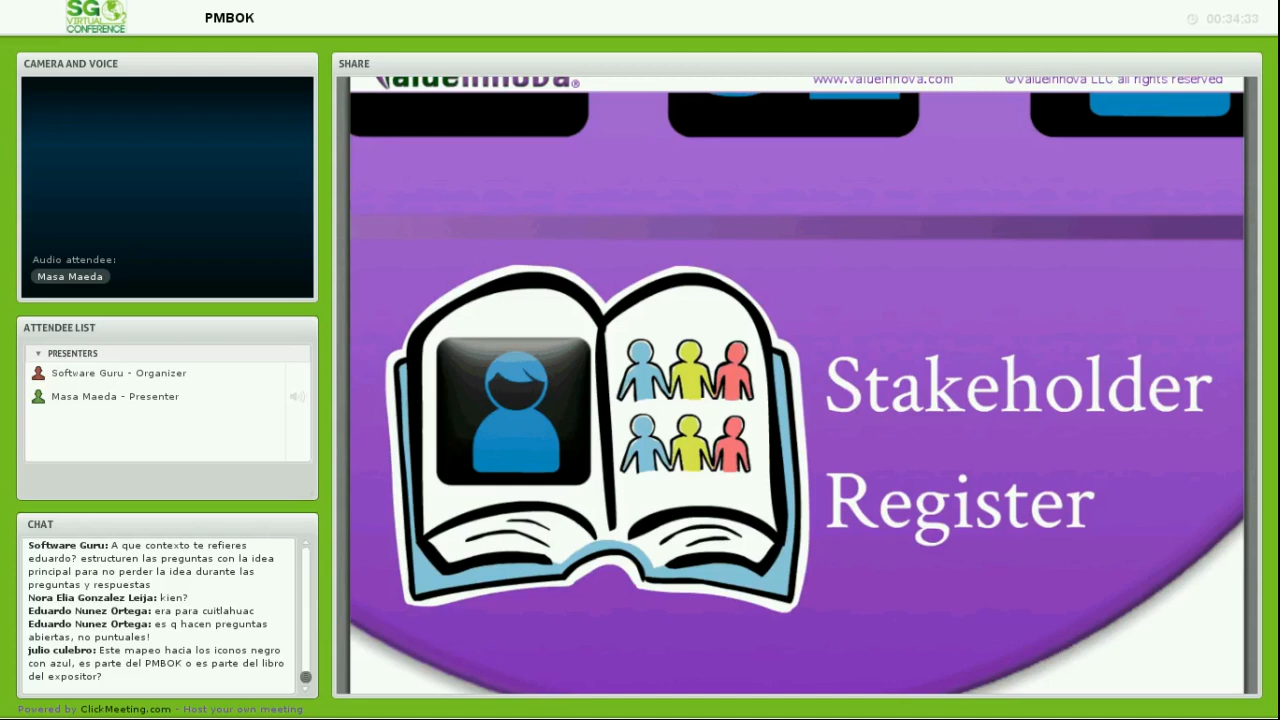 SG
VIRTUAL
CONFERENCE
PMBOK
00:34:33
CAMERA AND VOICE
Audio attendee:
Masa Maeda
ATTENDEE LIST
PRESENTERS
Software Guru - Organizer
Masa Maeda - Presenter
CHAT
Software Guru: A que contexto te refieres
eduardo? estructuren las preguntas con la idea
principal para no perder la idea durante las
preguntas y respuestas
Nora Elia Gonzalez Leija: kien?
Eduardo Nunez Ortega: era para cuitlahuac
Eduardo Nunez Ortega: es q hacen preguntas
abiertas, no puntuales!
julio culebro: Este mapeo hacia los iconos negro
con azul, es parte del PMBOK o es parte del libro
del expositor?
SHARE
ValueInnova®
www.valueinnova.com
©ValueInnova LLC all rights reserved
Stakeholder
Register
Powered by ClickMeeting.com - Host your own meeting